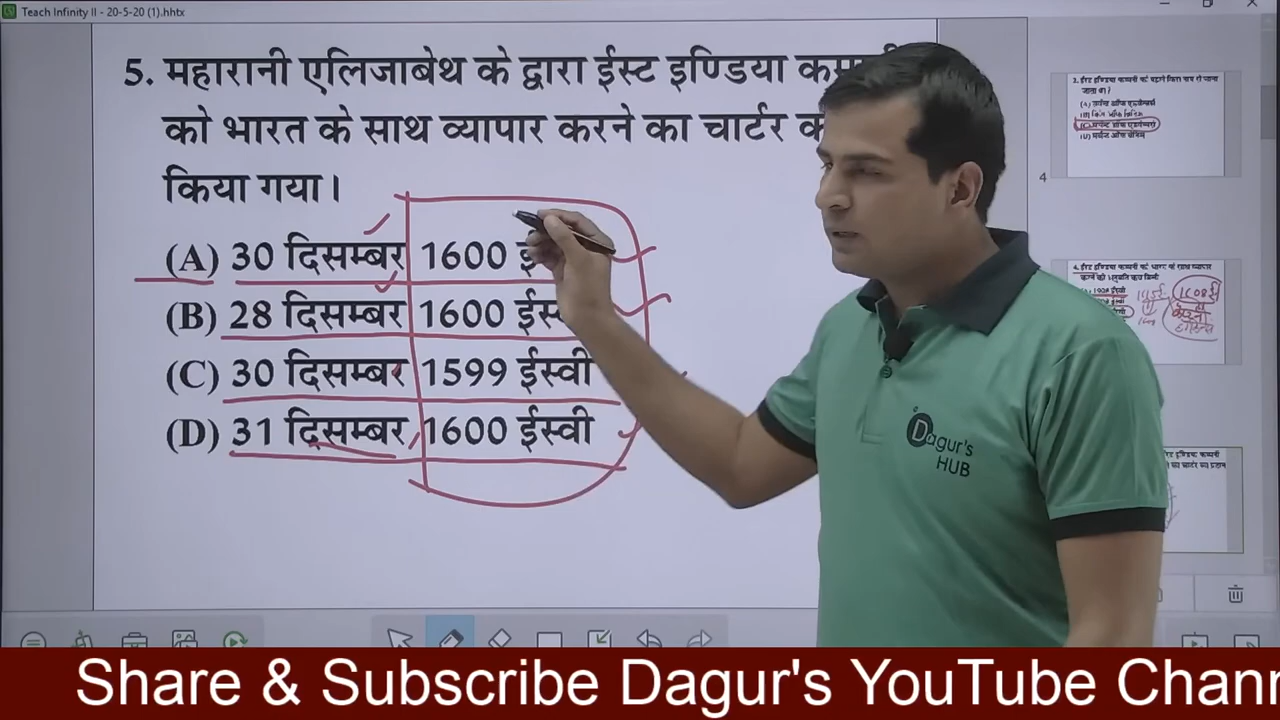 Teach Infinity II - 20-5-20 (1).hhtx
5. महारानी एलिजाबेथ के द्वारा ईस्ट इण्डिया
को भारत के साथ व्यापार करने का चार्टर
किया गया।
(A) 30 दिसम्बर 1600
(B) 28 दिसम्बर 1600
(C) 30 दिसम्बर 1599 ईस्वी
(D) 31 दिसम्बर 1600 ईस्वी
4
Dagur's
HUB
Share & Subscribe Dagur's YouTube